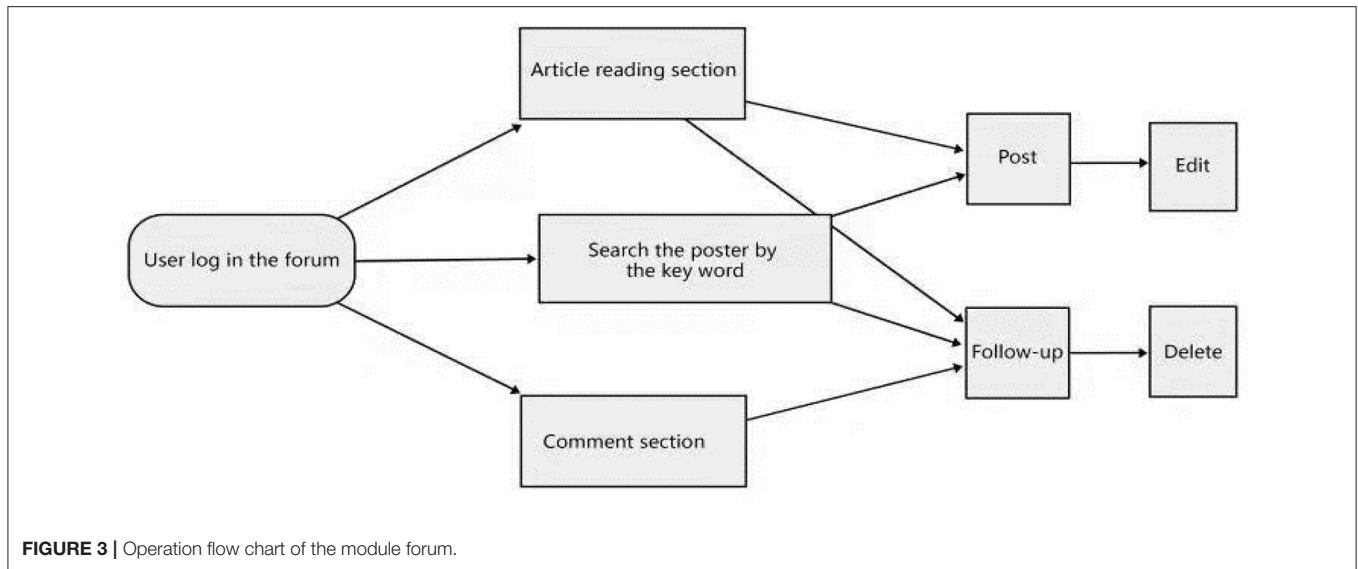 Article reading section
Post
Edit
User log in the forum
Search the poster by
the key word
Follow-up
Delete
Comment section
FIGURE 3 | Operation flow chart of the module forum.